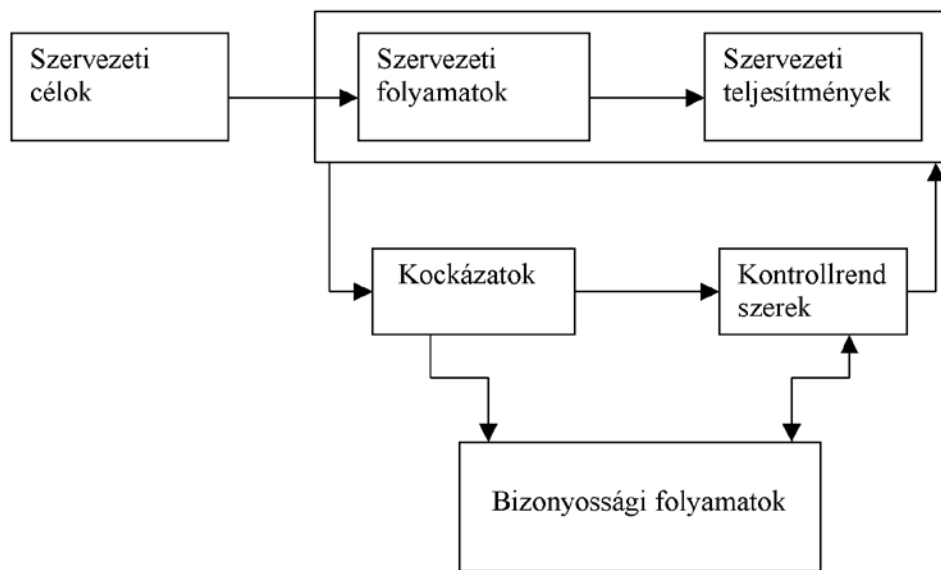 Szervezeti
célok
Szervezeti
folyamatok
Szervezeti
teljesítmények
Kockázatok
Kontrollrend
szerek
Bizonyossági folyamatok